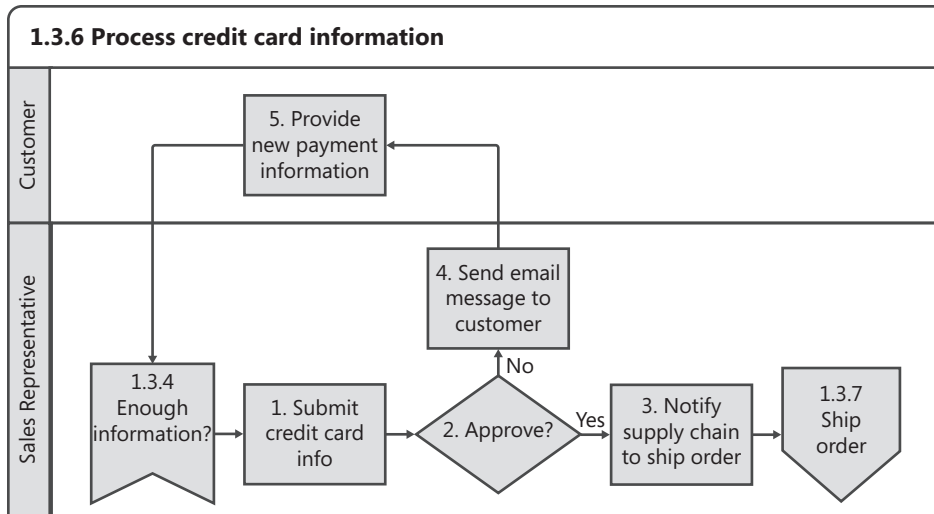 1.3.6 Process credit card information
Customer
5. Provide
new payment
information
Sales Representative
4. Send email
message to
customer
No
1.3.4
Enough
information?
1. Submit
credit card
info
2. Approve?
Yes
3. Notify
supply chain
to ship order
1.3.7
Ship
order